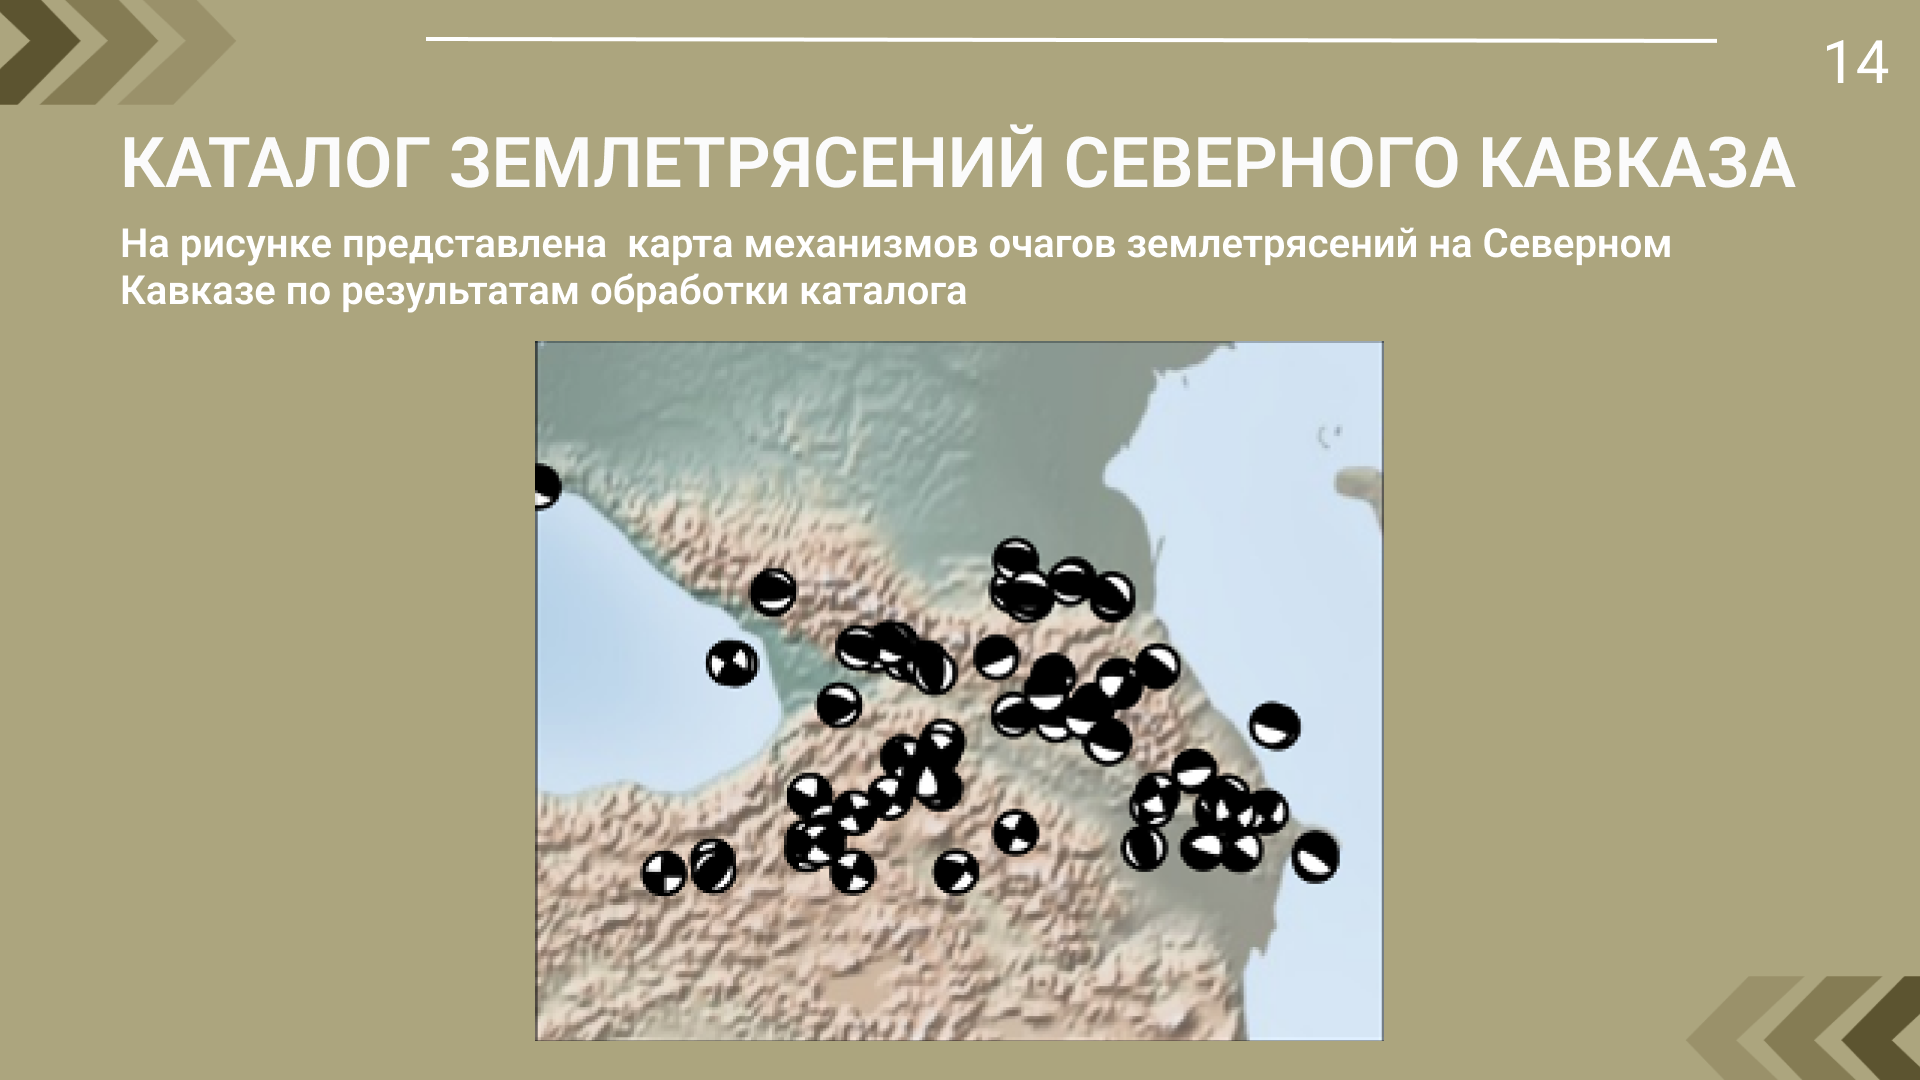 14
КАТАЛОГ ЗЕМЛЕТРЯСЕНИЙ СЕВЕРНОГО КАВКАЗА
На рисунке представлена  карта механизмов очагов землетрясений на Северном
Кавказе по результатам обработки каталога